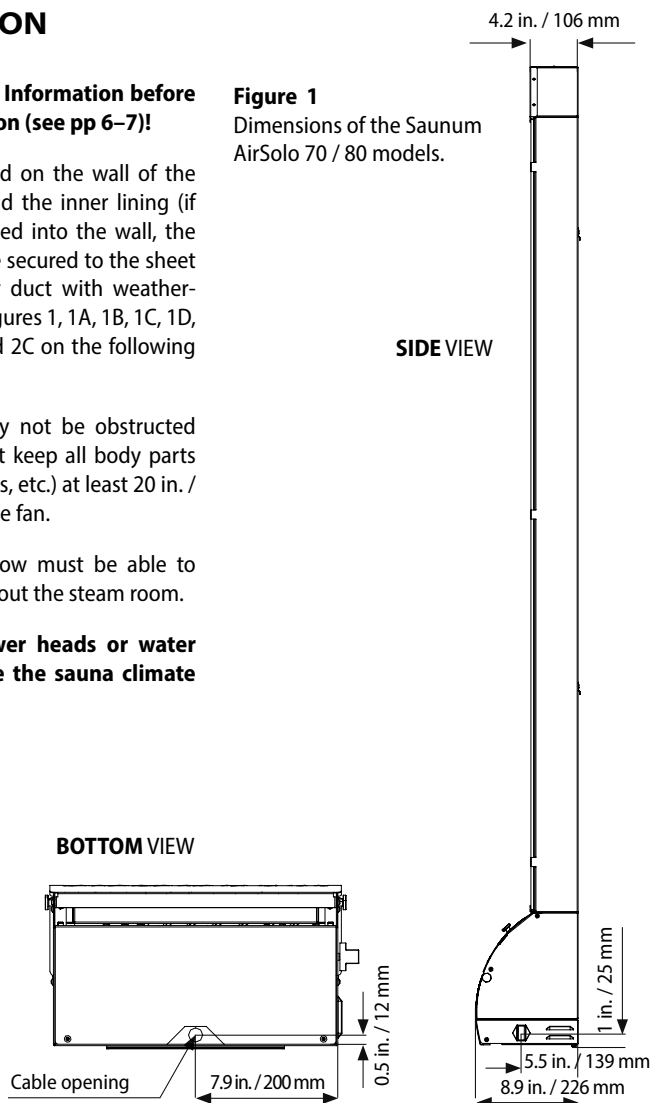 ON
Information before
on (see pp 6–7)!
d on the wall of the
d the inner lining (if
ed into the wall, the
e secured to the sheet
duct with weather-
gures 1, 1A, 1B, 1C, 1D,
d 2C on the following
y not be obstructed
t keep all body parts
s, etc.) at least 20 in. /
e fan.
ow must be able to
out the steam room.
wer heads or water
e the sauna climate
Figure 1
Dimensions of the Saunum
AirSolo 70 / 80 models.
4.2 in. / 106 mm
SIDE VIEW
BOTTOM VIEW
Cable opening
7.9 in. / 200 mm
0.5 in. / 12 mm
1 in. / 25 mm
5.5 in. / 139 mm
8.9 in. / 226 mm